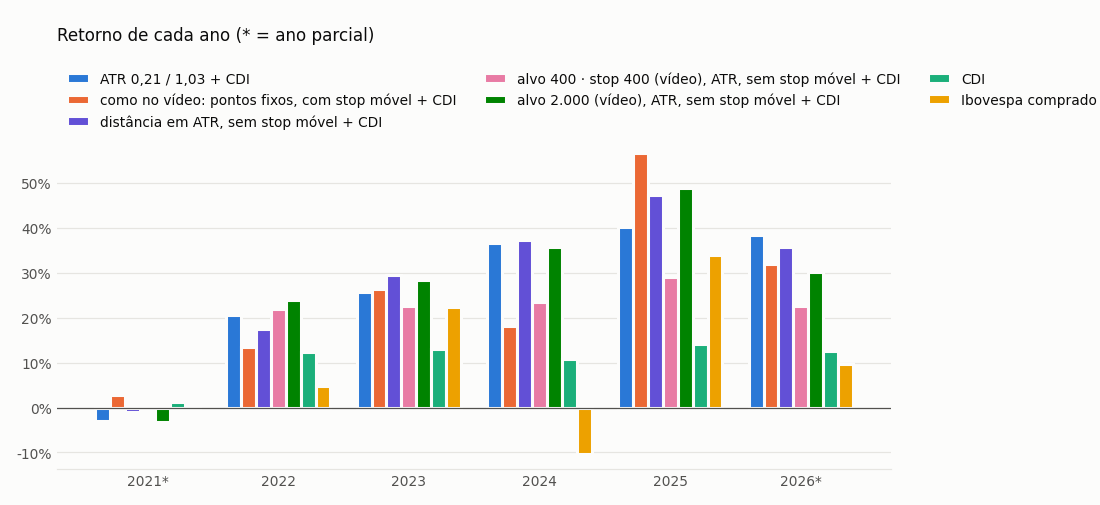 Retorno de cada ano (* = ano parcial)
ATR 0,21 / 1,03 + CDI
como no vídeo: pontos fixos, com stop móvel + CDI
distância em ATR, sem stop móvel + CDI
alvo 400 · stop 400 (vídeo), ATR, sem stop móvel + CDI
alvo 2.000 (vídeo), ATR, sem stop móvel + CDI
CDI
Ibovespa comprado
50%
40%
30%
20%
10%
0%
-10%
2021*
2022
2023
2024
2025
2026*